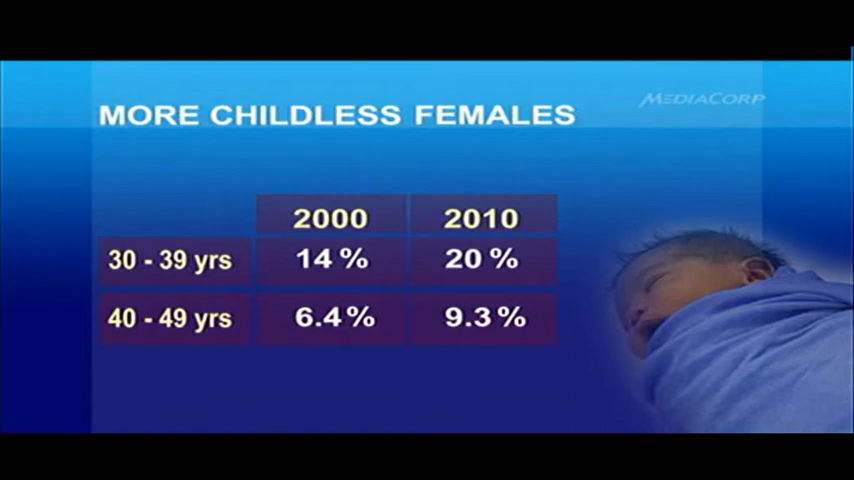 MEDIACORP
MORE CHILDLESS FEMALES
2000 2010
30 - 39 yrs 14 % 20 %
40 - 49 yrs 6.4 % 9.3 %